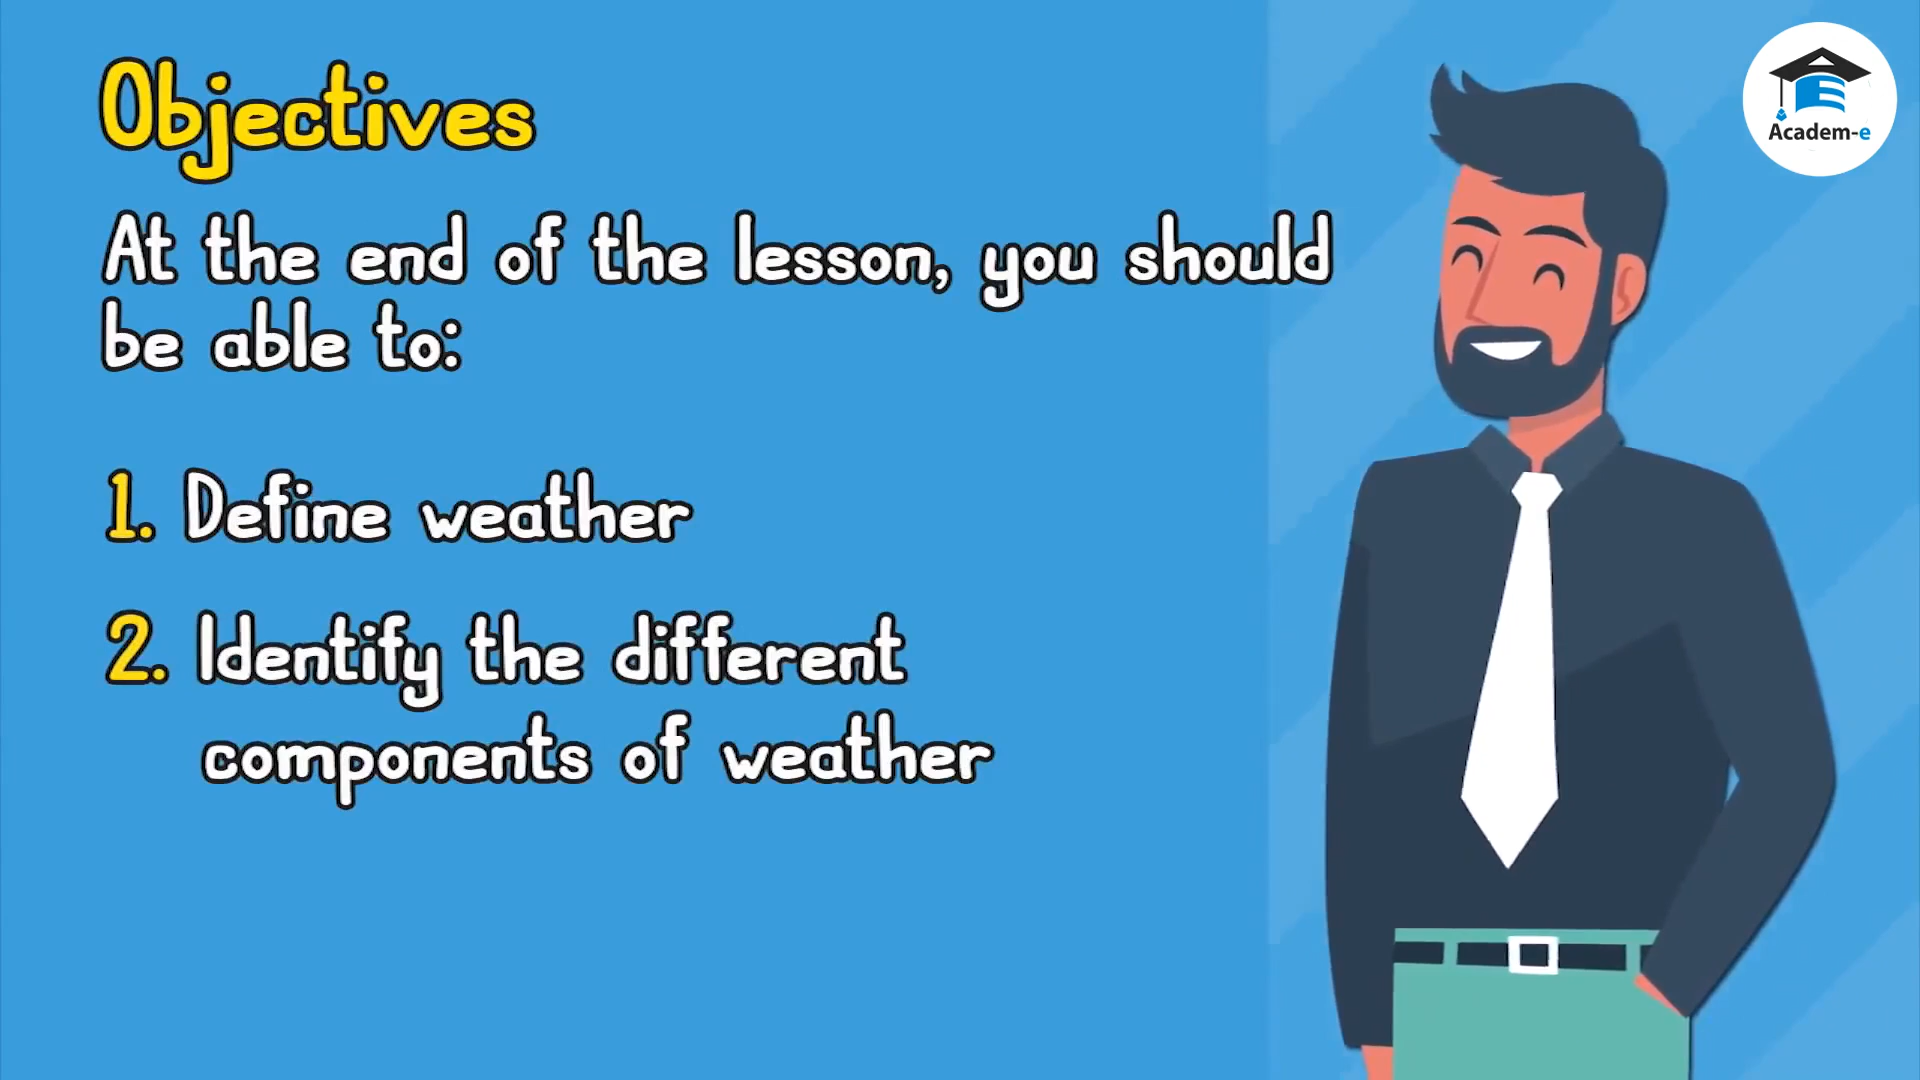 Objectives
At the end of the lesson, you should
be able to:
1. Define weather
2. Identify the different
components of weather
Academ-e